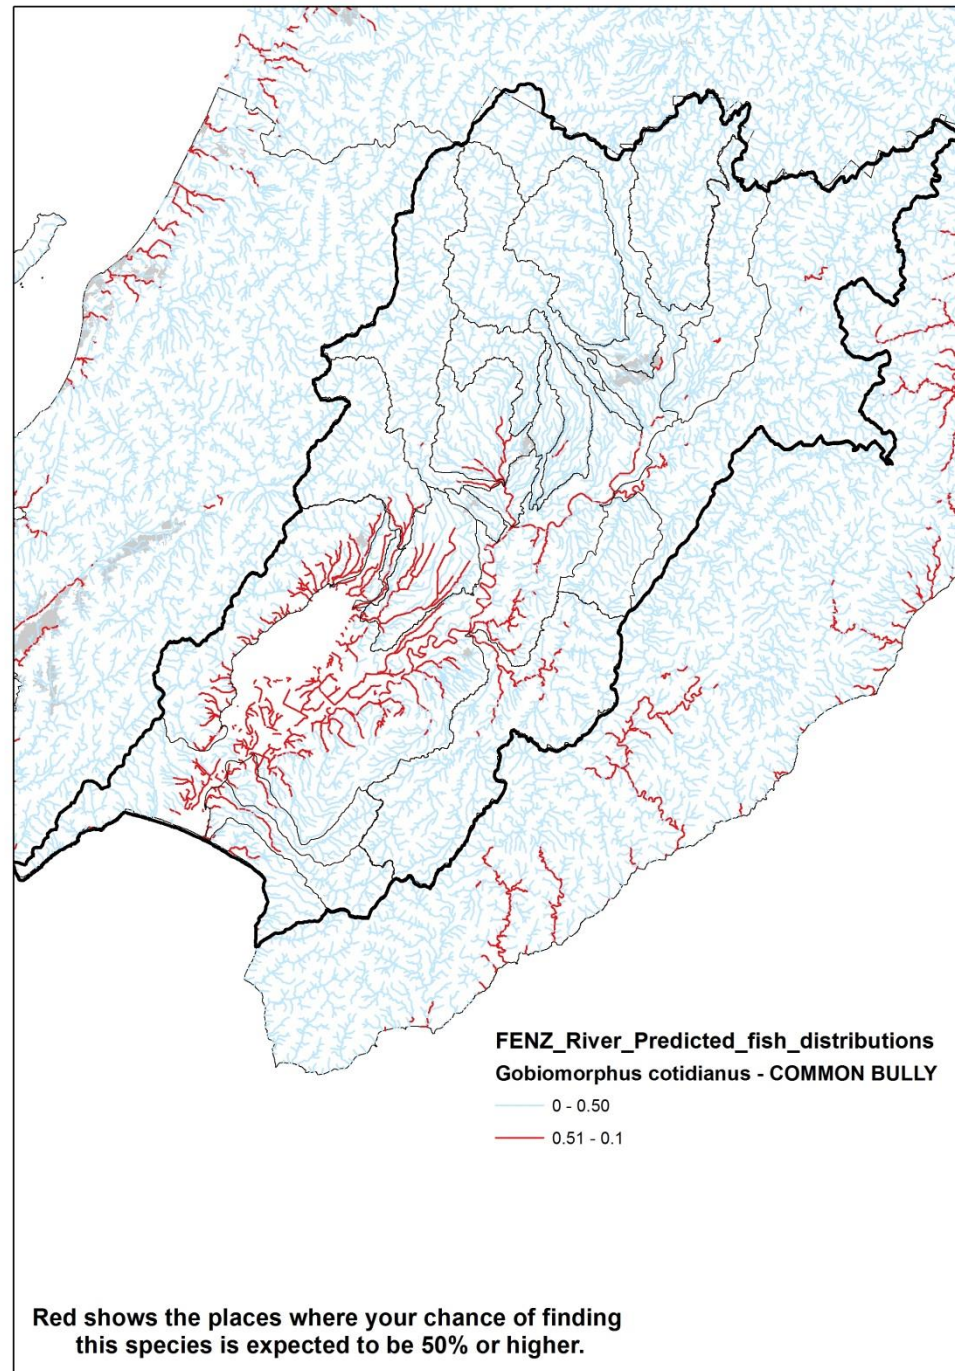 FENZ_River_Predicted_fish_distributions
Gobiomorphus cotidianus - COMMON BULLY
0 - 0.50
0.51 - 0.1
Red shows the places where your chance of finding
this species is expected to be 50% or higher.